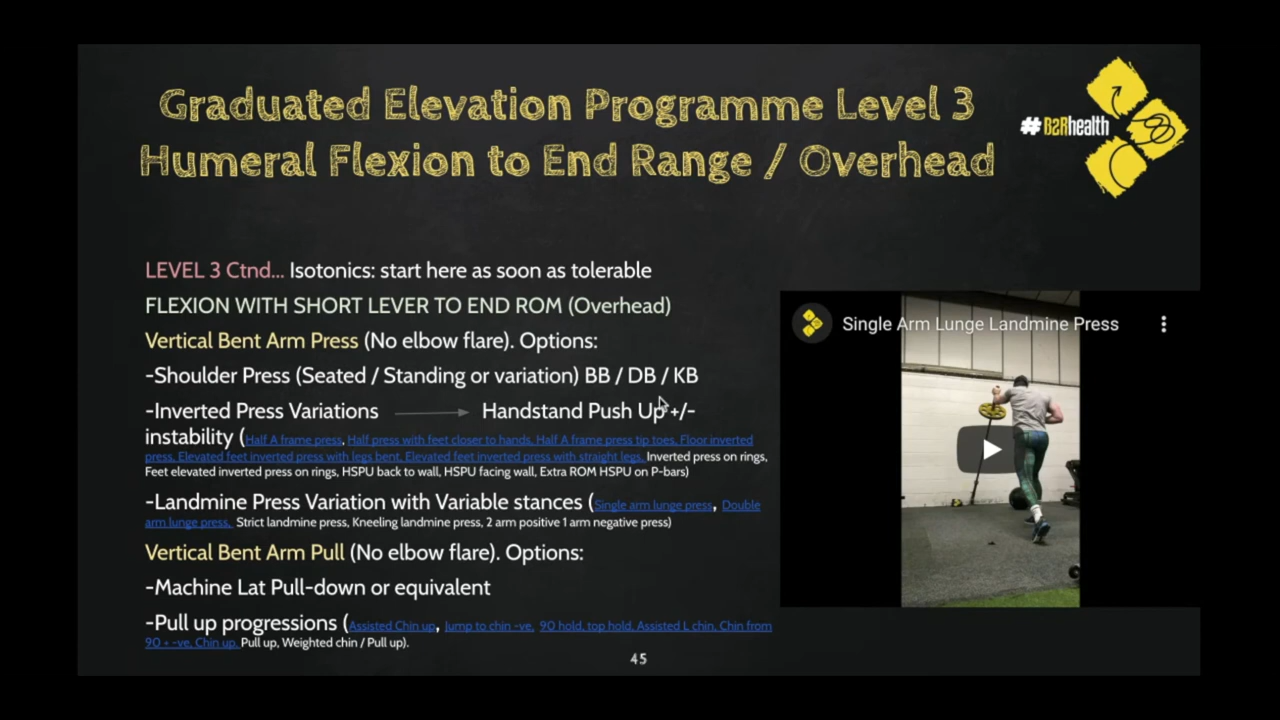 Graduated Elevation Programme Level 3
Humeral Flexion to End Range / Overhead
#B2Rhealth
LEVEL 3 Ctnd... Isotonics: start here as soon as tolerable
FLEXION WITH SHORT LEVER TO END ROM (Overhead)
Vertical Bent Arm Press (No elbow flare). Options:
-Shoulder Press (Seated / Standing or variation) BB / DB / KB
-Inverted Press Variations Handstand Push Up +/-
instability (Half A frame press, Half press with feet closer to hands, Half A frame press tip toes, Floor inverted
press, Elevated feet inverted press with legs bent, Elevated feet inverted press with straight legs, Inverted press on rings,
Feet elevated inverted press on rings, HSPU back to wall, HSPU facing wall, Extra ROM HSPU on P-bars)
-Landmine Press Variation with Variable stances (Single arm lunge press, Double
arm lunge press, Strict landmine press, Kneeling landmine press, 2 arm positive 1 arm negative press)
Vertical Bent Arm Pull (No elbow flare). Options:
-Machine Lat Pull-down or equivalent
-Pull up progressions (Assisted Chin up, Jump to chin -ve, 90 hold, top hold, Assisted L chin, Chin from
90 + -ve, Chin up, Pull up, Weighted chin / Pull up).
Single Arm Lunge Landmine Press
45